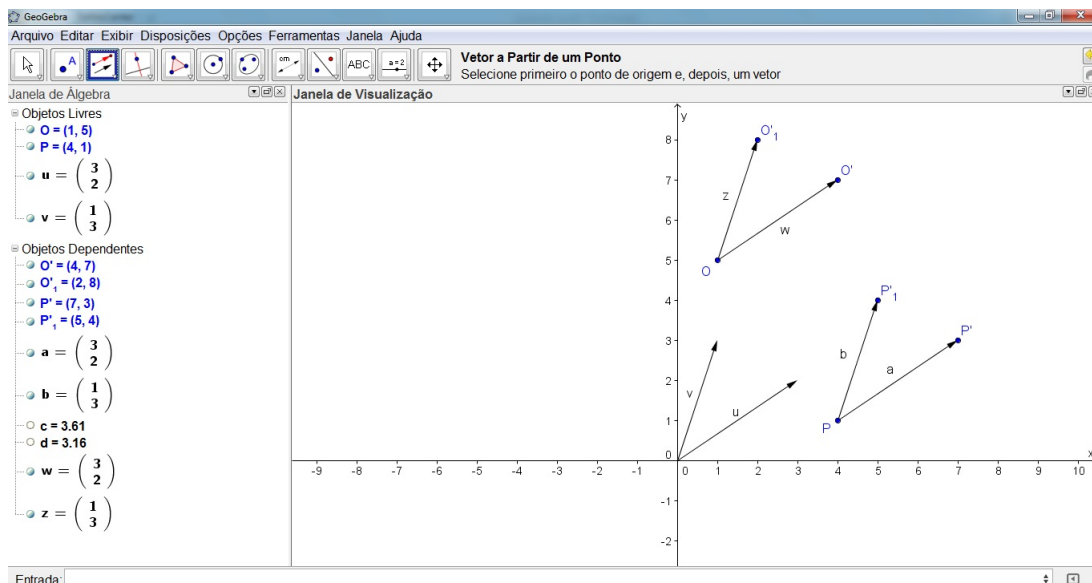 GeoGebra
Arquivo Editar Exibir Disposições Opções Ferramentas Janela Ajuda
A
om
ABC
a=2
Vetor a Partir de um Ponto
Selecione primeiro o ponto de origem e, depois, um vetor
Janela de Álgebra
Objetos Livres
O = (1, 5)
P = (4, 1)
u = ( 3
2 )
v = ( 1
3 )
Objetos Dependentes
O' = (4, 7)
O'1 = (2, 8)
P' = (7, 3)
P'1 = (5, 4)
a = ( 3
2 )
b = ( 1
3 )
c = 3.61
d = 3.16
w = ( 3
2 )
z = ( 1
3 )
Janela de Visualização
y
8
O'1
7
O'
z
6
w
5
O
4
P'1
3
P'
b
a
2
v
u
1
P
0
x
-9 -8 -7 -6 -5 -4 -3 -2 -1 0 1 2 3 4 5 6 7 8 9 10
-1
-2
Entrada: